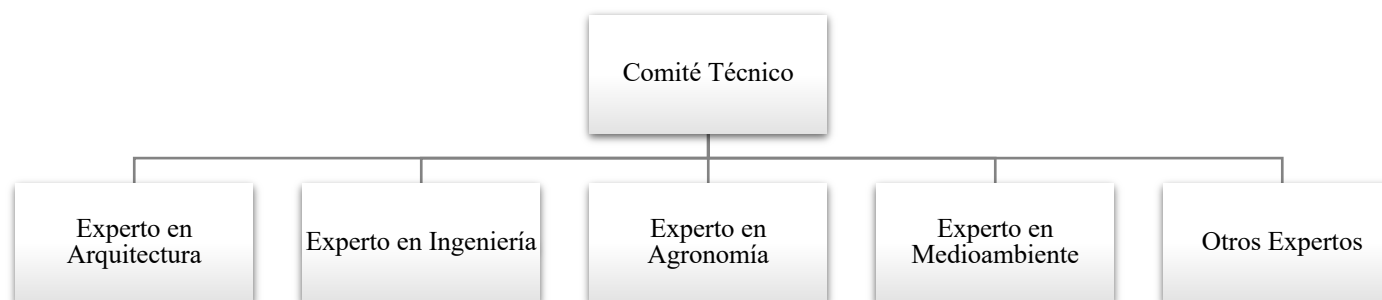 Comité Técnico
Experto en
Arquitectura
Experto en Ingeniería
Experto en
Agronomía
Experto en
Medioambiente
Otros Expertos